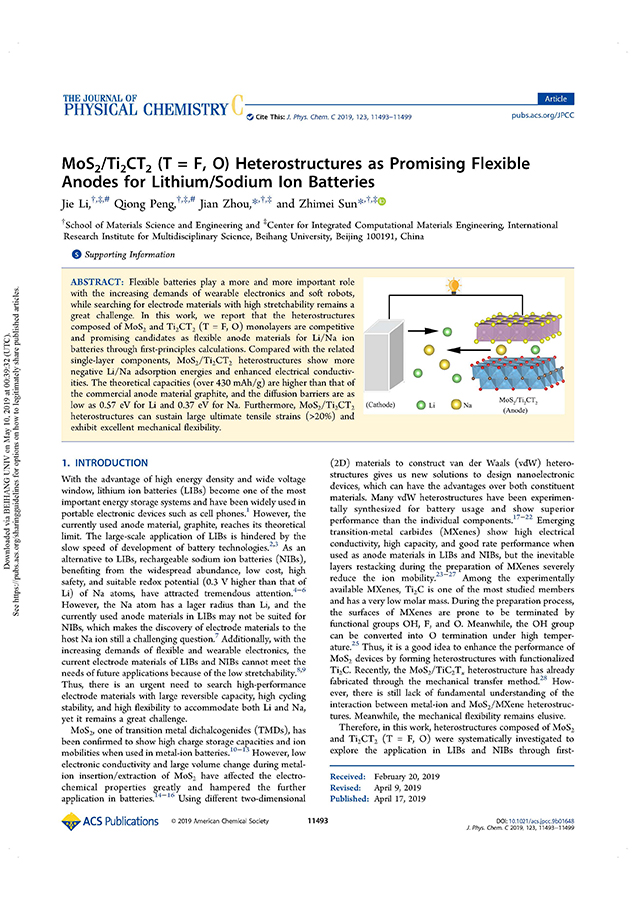 Downloaded via BEIHANG UNIV on May 10, 2019 at 00:39:32 (UTC).
See https://pubs.acs.org/sharingguidelines for options on how to legitimately share published articles.
THE JOURNAL OF
PHYSICAL CHEMISTRY C
Article
Cite This: J. Phys. Chem. C 2019, 123, 11493−11499
pubs.acs.org/JPCC
MoS2/Ti2CT2 (T = F, O) Heterostructures as Promising Flexible
Anodes for Lithium/Sodium Ion Batteries
Jie Li,†,‡,# Qiong Peng,†,‡,# Jian Zhou,*,†,‡ and Zhimei Sun*,†,‡
†School of Materials Science and Engineering and ‡Center for Integrated Computational Materials Engineering, International
Research Institute for Multidisciplinary Science, Beihang University, Beijing 100191, China
S Supporting Information
ABSTRACT: Flexible batteries play a more and more important role
with the increasing demands of wearable electronics and soft robots,
while searching for electrode materials with high stretchability remains a
great challenge. In this work, we report that the heterostructures
composed of MoS2 and Ti2CT2 (T = F, O) monolayers are competitive
and promising candidates as flexible anode materials for Li/Na ion
batteries through first-principles calculations. Compared with the related
single-layer components, MoS2/Ti2CT2 heterostructures show more
negative Li/Na adsorption energies and enhanced electrical conductiv-
ities. The theoretical capacities (over 430 mAh/g) are higher than that of
the commercial anode material graphite, and the diffusion barriers are as
low as 0.57 eV for Li and 0.37 eV for Na. Furthermore, MoS2/Ti2CT2
heterostructures can sustain large ultimate tensile strains (>20%) and
exhibit excellent mechanical flexibility.
(Cathode)
Li
Na
MoS2/Ti2CT2
(Anode)
1. INTRODUCTION
With the advantage of high energy density and wide voltage
window, lithium ion batteries (LIBs) become one of the most
important energy storage systems and have been widely used in
portable electronic devices such as cell phones.1 However, the
currently used anode material, graphite, reaches its theoretical
limit. The large-scale application of LIBs is hindered by the
slow speed of development of battery technologies.2,3 As an
alternative to LIBs, rechargeable sodium ion batteries (NIBs),
benefiting from the widespread abundance, low cost, high
safety, and suitable redox potential (0.3 V higher than that of
Li) of Na atoms, have attracted tremendous attention.4−6
However, the Na atom has a lager radius than Li, and the
currently used anode materials in LIBs may not be suited for
NIBs, which makes the discovery of electrode materials to the
host Na ion still a challenging question.7 Additionally, with the
increasing demands of flexible and wearable electronics, the
current electrode materials of LIBs and NIBs cannot meet the
needs of future applications because of the low stretchability.8,9
Thus, there is an urgent need to search high-performance
electrode materials with large reversible capacity, high cycling
stability, and high flexibility to accommodate both Li and Na,
yet it remains a great challenge.
MoS2, one of transition metal dichalcogenides (TMDs), has
been confirmed to show high charge storage capacities and ion
mobilities when used in metal-ion batteries.10−13 However, low
electronic conductivity and large volume change during metal-
ion insertion/extraction of MoS2 have affected the electro-
chemical properties greatly and hampered the further
application in batteries.14−16 Using different two-dimensional
(2D) materials to construct van der Waals (vdW) hetero-
structures gives us new solutions to design nanoelectronic
devices, which can have the advantages over both constituent
materials. Many vdW heterostructures have been experimen-
tally synthesized for battery usage and show superior
performance than the individual components.17−22 Emerging
transition-metal carbides (MXenes) show high electrical
conductivity, high capacity, and good rate performance when
used as anode materials in LIBs and NIBs, but the inevitable
layers restacking during the preparation of MXenes severely
reduce the ion mobility.23−27 Among the experimentally
available MXenes, Ti2C is one of the most studied members
and has a very low molar mass. During the preparation process,
the surfaces of MXenes are prone to be terminated by
functional groups OH, F, and O. Meanwhile, the OH group
can be converted into O termination under high temper-
ature.25 Thus, it is a good idea to enhance the performance of
MoS2 devices by forming heterostructures with functionalized
Ti2C. Recently, the MoS2/TiC2Tx heterostructure has already
fabricated through the mechanical transfer method.28 How-
ever, there is still lack of fundamental understanding of the
interaction between metal-ion and MoS2/MXene heterostruc-
tures. Meanwhile, the mechanical flexibility remains elusive.
Therefore, in this work, heterostructures composed of MoS2
and Ti2CT2 (T = F, O) were systematically investigated to
explore the application in LIBs and NIBs through first-
Received: February 20, 2019
Revised: April 9, 2019
Published: April 17, 2019
ACS Publications
© 2019 American Chemical Society
11493
DOI: 10.1021/acs.jpcc.9b01648
J. Phys. Chem. C 2019, 123, 11493−11499